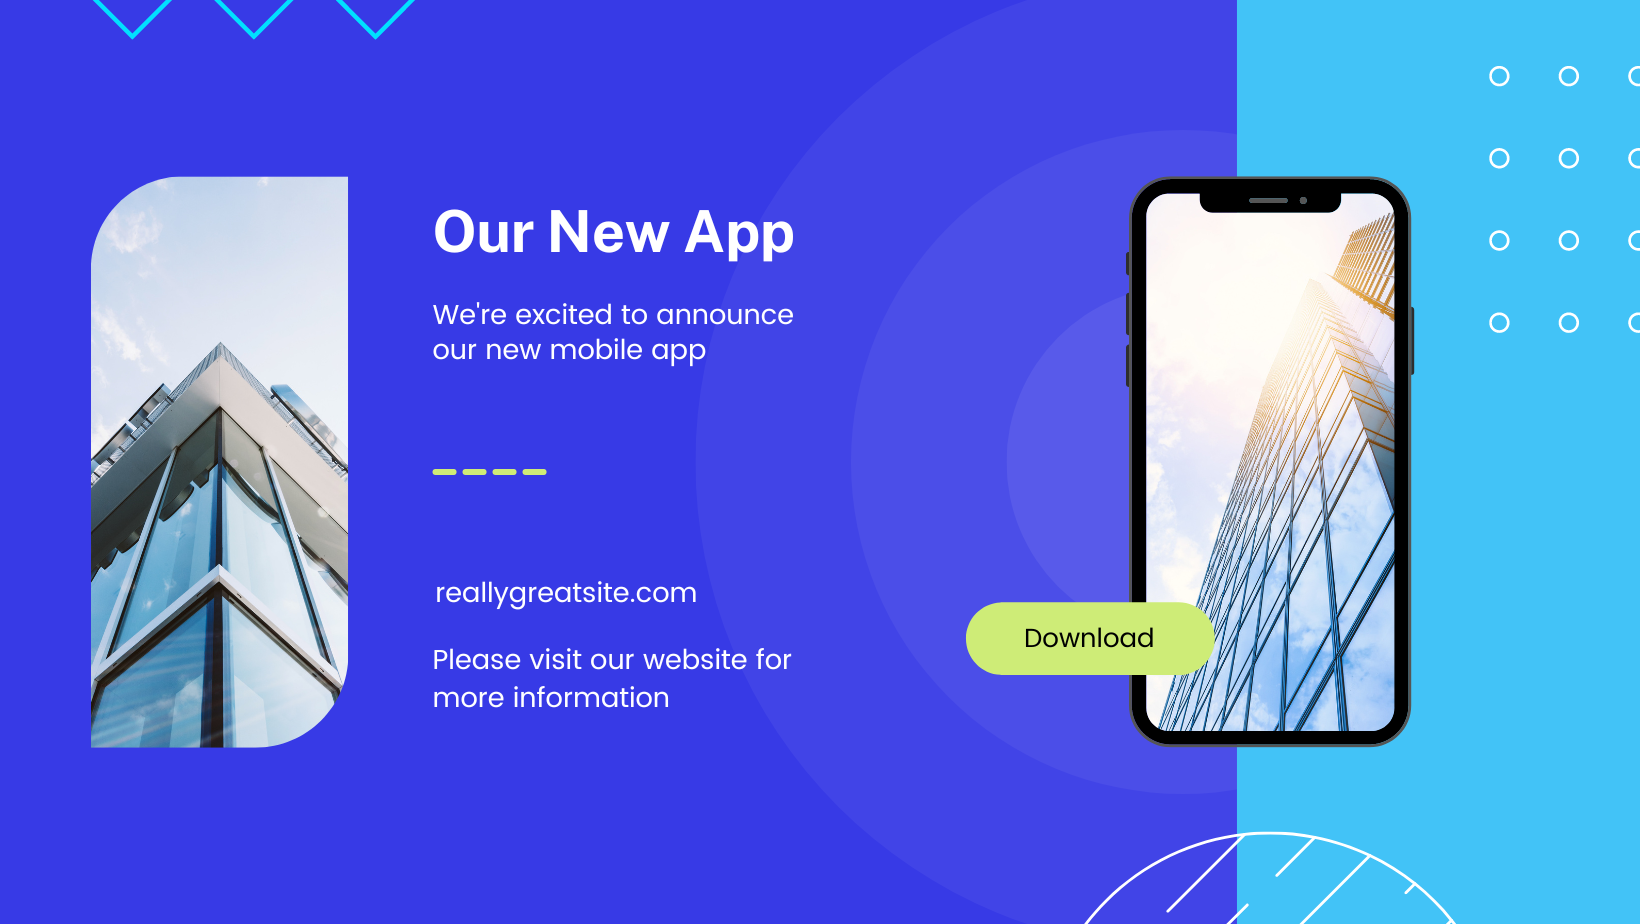 Our New App
We're excited to announce
our new mobile app
reallygreatsite.com
Please visit our website for
more information
Download